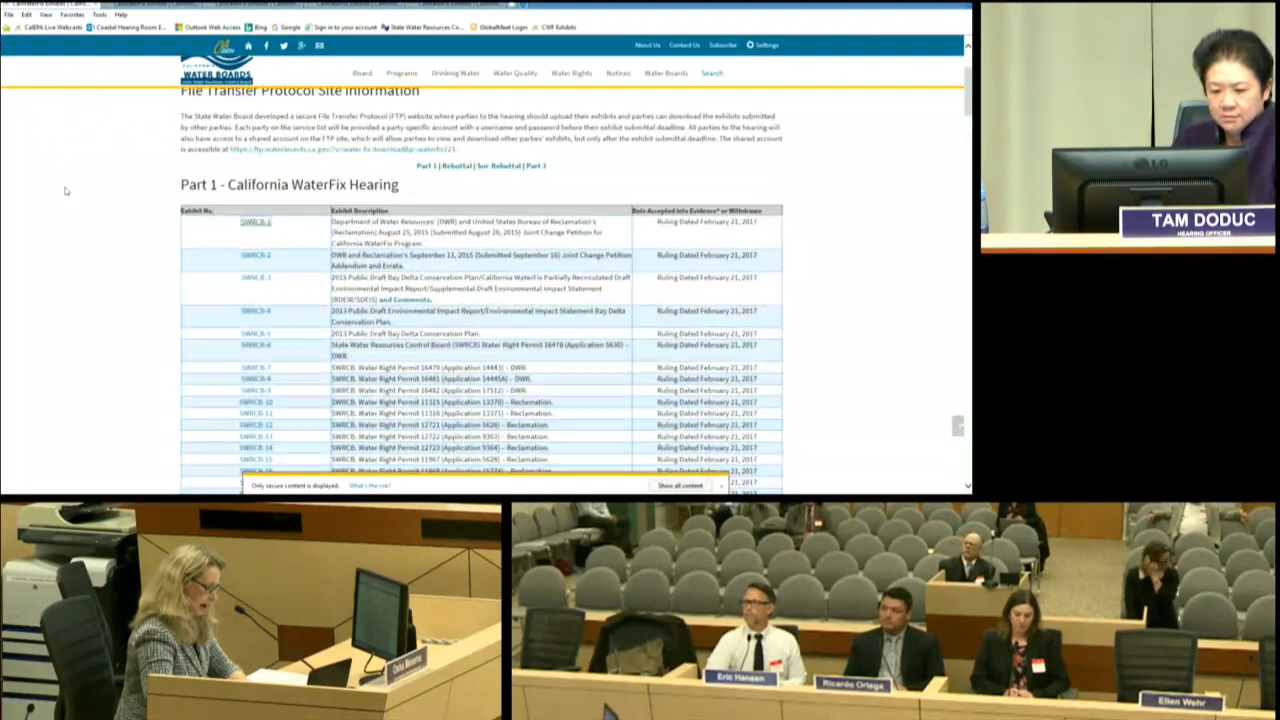 File Edit View Favorites Tools Help
CalEPA Live Webcasts Coastal Hearing Room E... Outlook Web Access Bing Google Sign in to your account State Water Resources Co... GlobalMeet Login CWF Exhibits
About Us Contact Us Subscribe Settings
WATER BOARDS
Board Programs Drinking Water Water Quality Water Rights Notices Water Boards Search
File Transfer Protocol Site Information
The State Water Board developed a secure File Transfer Protocol (FTP) website where parties to the hearing should upload their exhibits and parties can download the exhibits submitted
by other parties. Each party on the service list will be provided a party-specific account with a username and password before their exhibit submittal deadline. All parties to the hearing will
also have access to a shared account on the FTP site, which will allow parties to view and download other parties' exhibits, but only after the exhibit submittal deadline. The shared account
is accessible at
Part 1 | Rebuttal | Sur Rebuttal | Part 2
Part 1 - California WaterFix Hearing
Exhibit No. Exhibit Description Date Accepted into Evidence* or Withdrawn
SWRCB-1 Department of Water Resources' (DWR) and United States Bureau of Reclamation's Ruling Dated February 21, 2017
(Reclamation) August 25, 2015 (Submitted August 26, 2015) Joint Change Petition for
California WaterFix Program.
SWRCB-2 DWR and Reclamation's September 11, 2015 (Submitted September 16) Joint Change Petition Ruling Dated February 21, 2017
Addendum and Errata.
SWRCB-3 2015 Public Draft Bay Delta Conservation Plan/California WaterFix Partially Recirculated Draft Ruling Dated February 21, 2017
Environmental Impact Report/Supplemental Draft Environmental Impact Statement
(RDEIR/SDEIS) and Comments.
SWRCB-4 2013 Public Draft Environmental Impact Report/Environmental Impact Statement Bay Delta Ruling Dated February 21, 2017
Conservation Plan.
SWRCB-5 2013 Public Draft Bay Delta Conservation Plan. Ruling Dated February 21, 2017
SWRCB-6 State Water Resources Control Board (SWRCB) Water Right Permit 16478 (Application 5630) - Ruling Dated February 21, 2017
DWR.
SWRCB-7 SWRCB. Water Right Permit 16479 (Application 14443) - DWR. Ruling Dated February 21, 2017
SWRCB-8 SWRCB. Water Right Permit 16481 (Application 14445A) - DWR. Ruling Dated February 21, 2017
SWRCB-9 SWRCB. Water Right Permit 16482 (Application 17512) - DWR. Ruling Dated February 21, 2017
SWRCB-10 SWRCB. Water Right Permit 11315 (Application 13370) - Reclamation. Ruling Dated February 21, 2017
SWRCB-11 SWRCB. Water Right Permit 11316 (Application 13371) - Reclamation. Ruling Dated February 21, 2017
SWRCB-12 SWRCB. Water Right Permit 12721 (Application 5626) - Reclamation. Ruling Dated February 21, 2017
SWRCB-13 SWRCB. Water Right Permit 12722 (Application 9363) - Reclamation. Ruling Dated February 21, 2017
SWRCB-14 SWRCB. Water Right Permit 12723 (Application 9364) - Reclamation. Ruling Dated February 21, 2017
SWRCB-15 SWRCB. Water Right Permit 11967 (Application 5628) - Reclamation. Ruling Dated February 21, 2017
Only secure content is displayed. What's the risk? Show all content
LG
TAM DODUC
HEARING OFFICER
Osha Meserve
Eric Hansen
Ricardo Ortega
Ellen Wehr